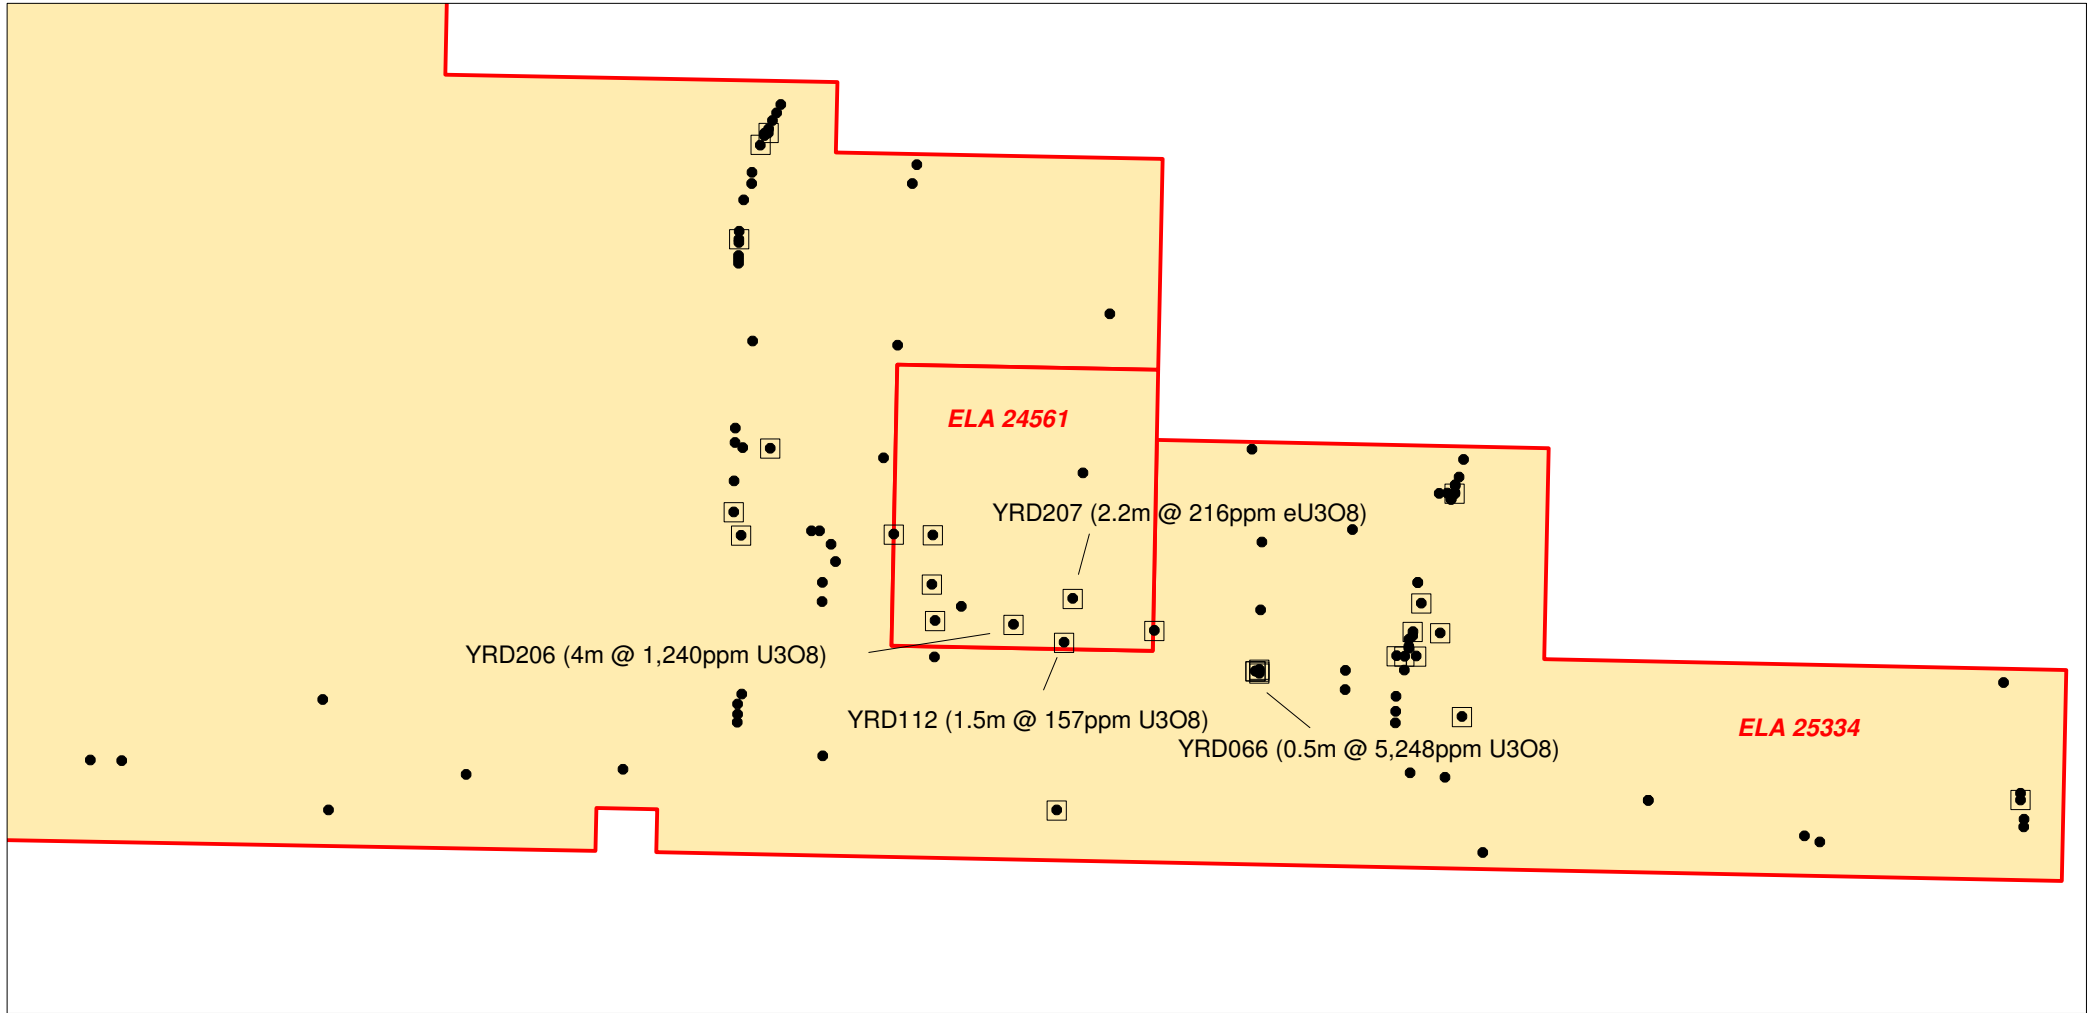 ELA 24561
YRD207 (2.2m @ 216ppm eU3O8)
YRD206 (4m @ 1,240ppm U3O8)
YRD112 (1.5m @ 157ppm U3O8)
ELA 25334
YRD066 (0.5m @ 5,248ppm U3O8)